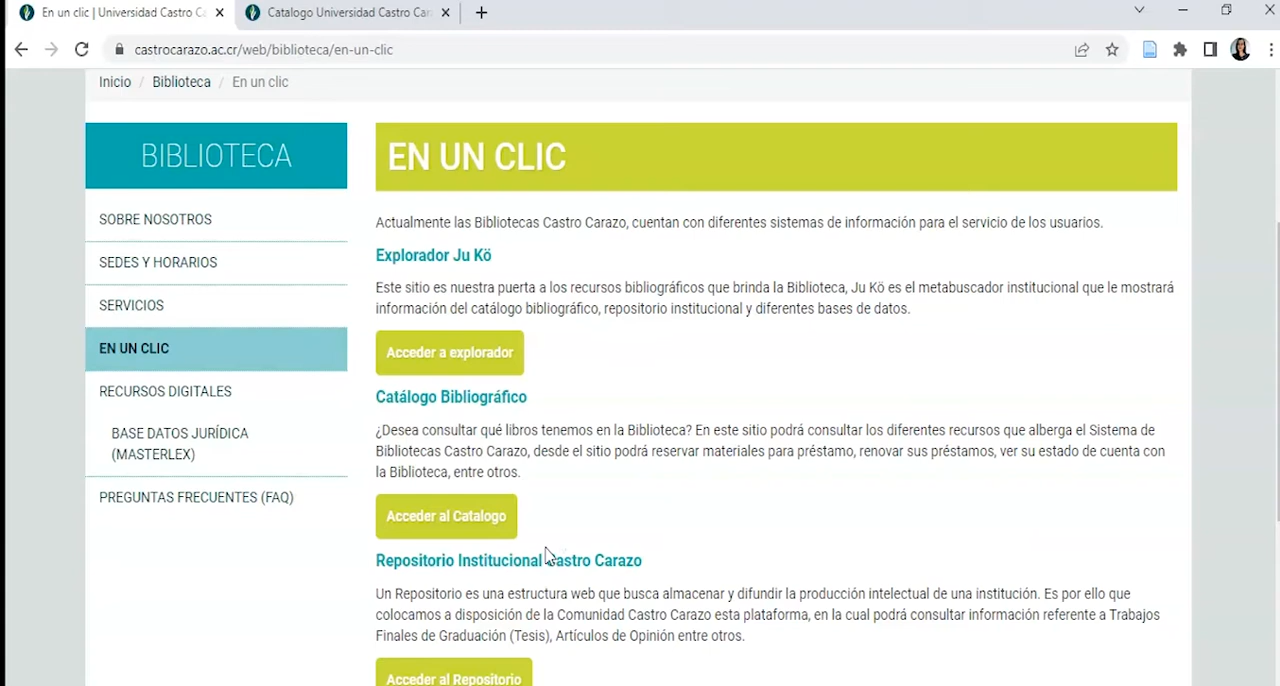 En un clic | Universidad Castro Ca
Catalogo Universidad Castro Car
castrocarazo.ac.cr/web/biblioteca/en-un-clic
Inicio / Biblioteca / En un clic
BIBLIOTECA
SOBRE NOSOTROS
SEDES Y HORARIOS
SERVICIOS
EN UN CLIC
RECURSOS DIGITALES
BASE DATOS JURÍDICA
(MASTERLEX)
PREGUNTAS FRECUENTES (FAQ)
EN UN CLIC
Actualmente las Bibliotecas Castro Carazo, cuentan con diferentes sistemas de información para el servicio de los usuarios.
Explorador Ju Kö
Este sitio es nuestra puerta a los recursos bibliográficos que brinda la Biblioteca, Ju Kö es el metabuscador institucional que le mostrará
información del catálogo bibliográfico, repositorio institucional y diferentes bases de datos.
Acceder a explorador
Catálogo Bibliográfico
¿Desea consultar qué libros tenemos en la Biblioteca? En este sitio podrá consultar los diferentes recursos que alberga el Sistema de
Bibliotecas Castro Carazo, desde el sitio podrá reservar materiales para préstamo, renovar sus préstamos, ver su estado de cuenta con
la Biblioteca, entre otros.
Acceder al Catalogo
Repositorio Institucional Castro Carazo
Un Repositorio es una estructura web que busca almacenar y difundir la producción intelectual de una institución. Es por ello que
colocamos a disposición de la Comunidad Castro Carazo esta plataforma, en la cual podrá consultar información referente a Trabajos
Finales de Graduación (Tesis), Artículos de Opinión entre otros.
Acceder al Repositorio